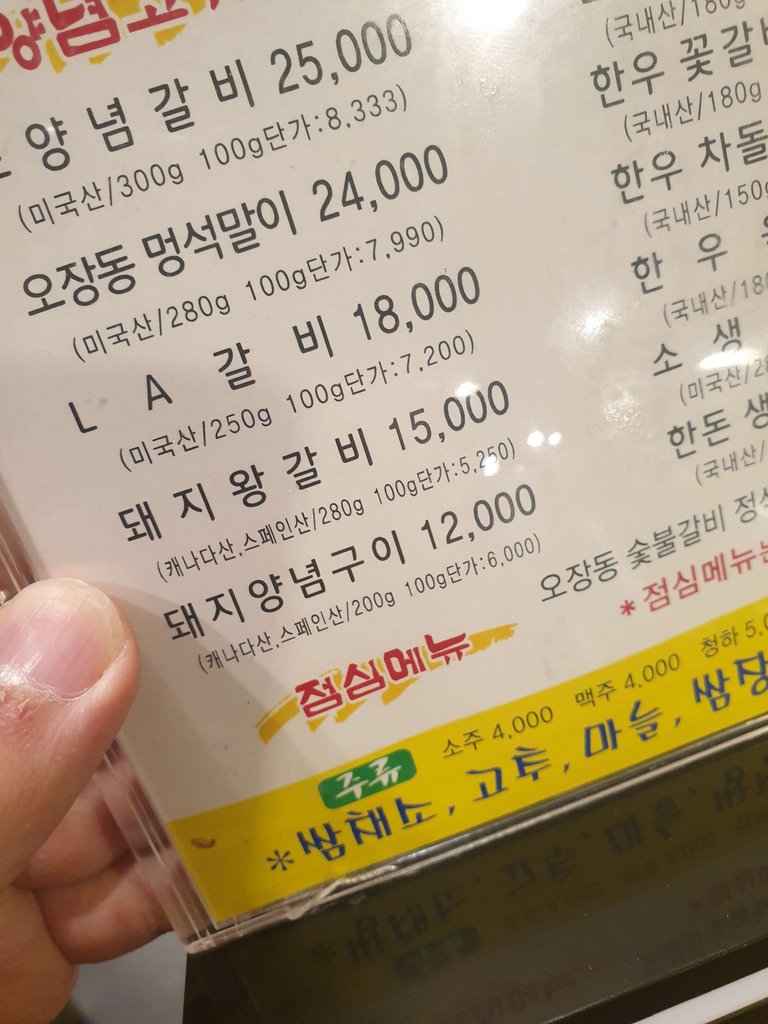 양념
양념갈비 25,000
(미국산/300g 100g단가:8,333)
오장동 멍석말이 24,000
(미국산/280g 100g단가:7,990)
LA갈비 18,000
(미국산/250g 100g단가:7,200)
돼지왕갈비 15,000
(캐나다산,스페인산/280g 100g단가:5,250)
돼지양념구이 12,000
(캐나다산,스페인산/200g 100g단가:6,000)
점심메뉴
(국내산/180g
한우 꽃갈비
(국내산/180g
한우 차돌
(국내산/150g
한우
(국내산/180
소 생
(미국산/28
한돈 생
(국내산/
오장동 숯불갈비 정식
*점심메뉴는
주류 소주 4,000 맥주 4,000 청하 5,0
*쌈채소, 고추, 마늘, 쌈장